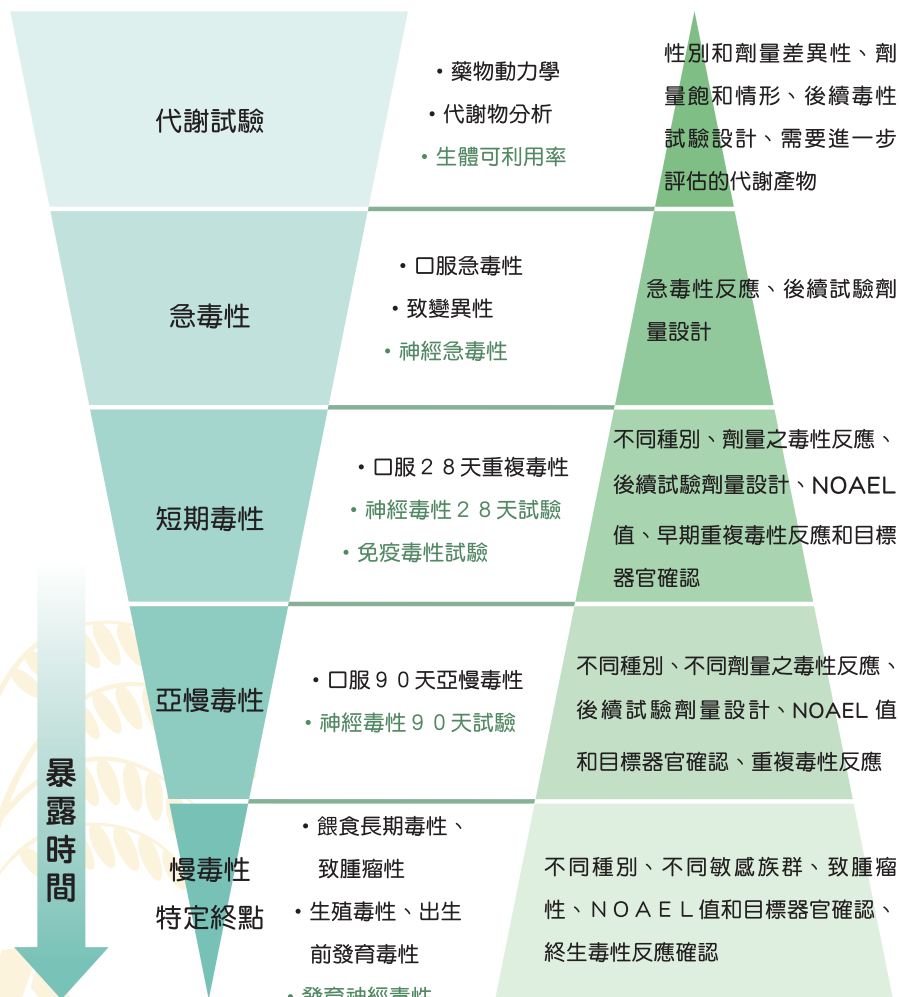 代謝試驗
・藥物動力學
・代謝物分析
・生體可利用率
性別和劑量差異性、劑
量飽和情形、後續毒性
試驗設計、需要進一步
評估的代謝產物
急毒性
・口服急毒性
・致變異性
・神經急毒性
急毒性反應、後續試驗劑
量設計
短期毒性
・口服２８天重複毒性
・神經毒性２８天試驗
・免疫毒性試驗
不同種別、劑量之毒性反應、
後續試驗劑量設計、NOAEL
值、早期重複毒性反應和目標
器官確認
亞慢毒性
・口服９０天亞慢毒性
・神經毒性９０天試驗
不同種別、不同劑量之毒性反應、
後續試驗劑量設計、NOAEL 值
和目標器官確認、重複毒性反應
慢毒性
特定終點
・餵食長期毒性、
致腫瘤性
・生殖毒性、出生
前發育毒性
・發育神經毒性
不同種別、不同敏感族群、致腫瘤
性、ＮＯＡＥＬ值和目標器官確認、
終生毒性反應確認
暴露時間